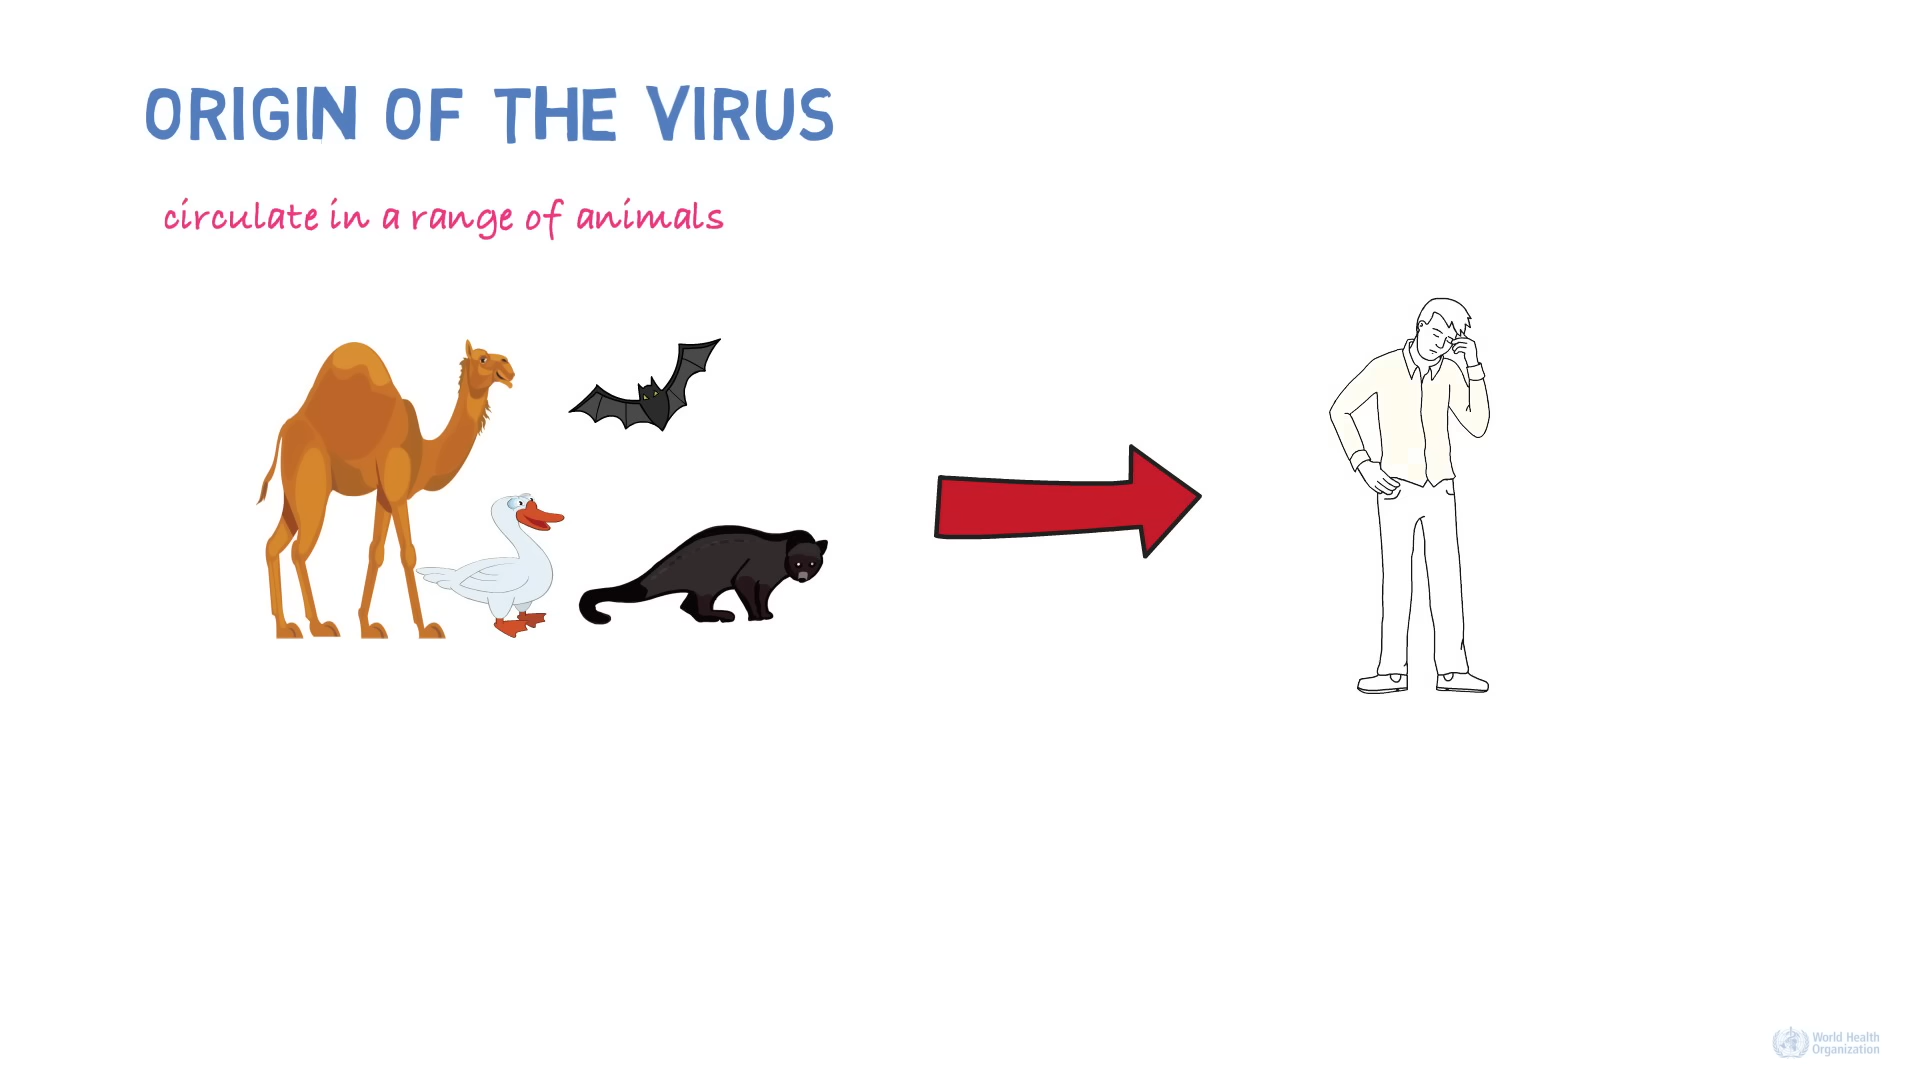 ORIGIN OF THE VIRUS
circulate in a range of animals
World Health
Organization